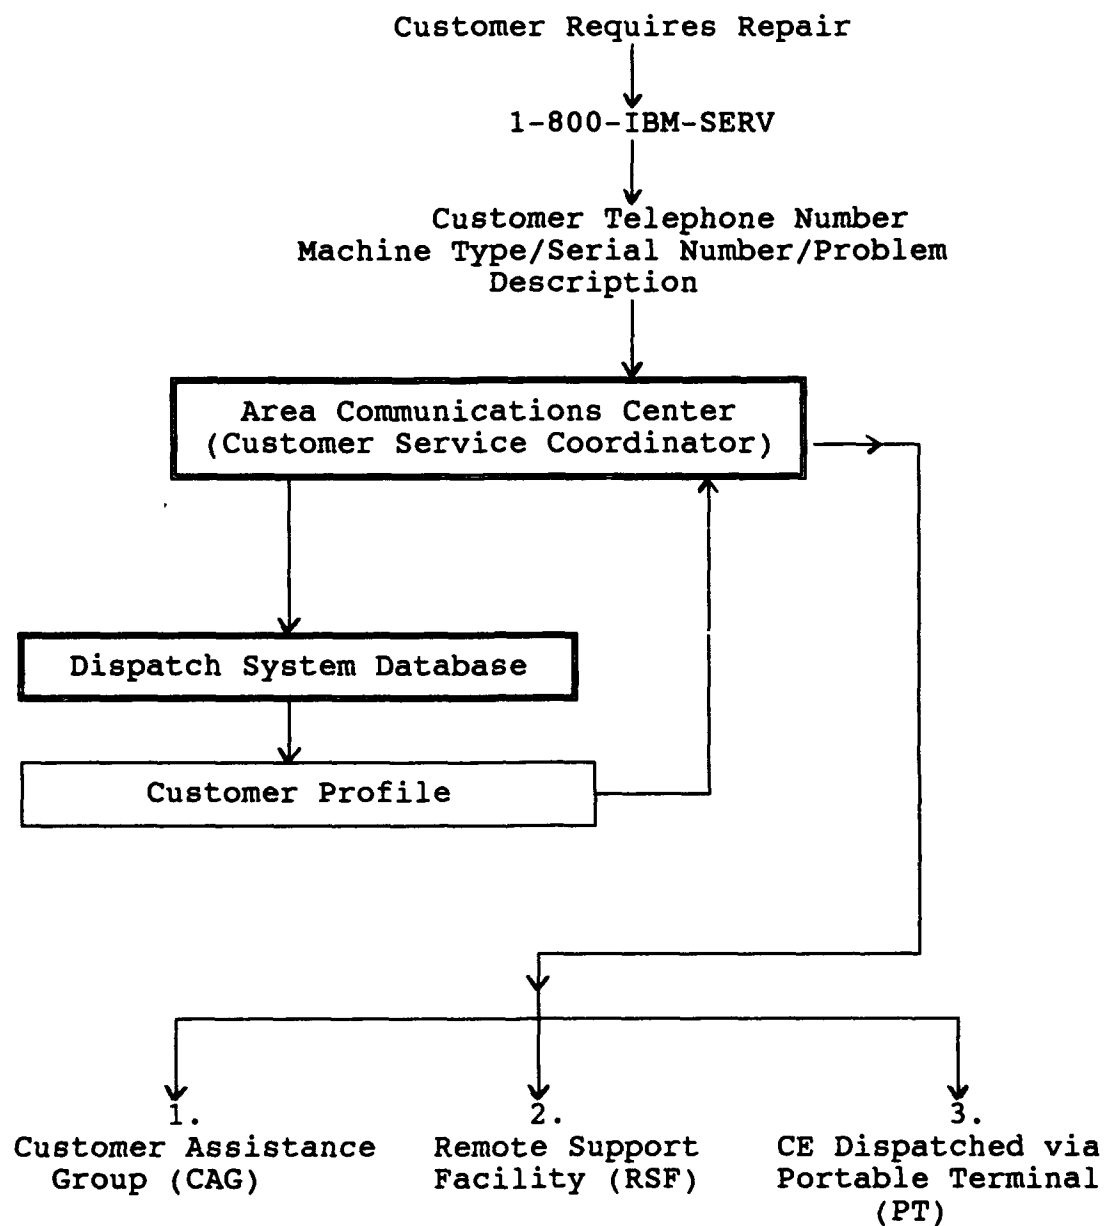 Customer Requires Repair
1-800-IBM-SERV
Customer Telephone Number
Machine Type/Serial Number/Problem
Description
Area Communications Center
(Customer Service Coordinator)
Dispatch System Database
Customer Profile
1.
Customer Assistance
Group (CAG)
2.
Remote Support
Facility (RSF)
3.
CE Dispatched via
Portable Terminal
(PT)